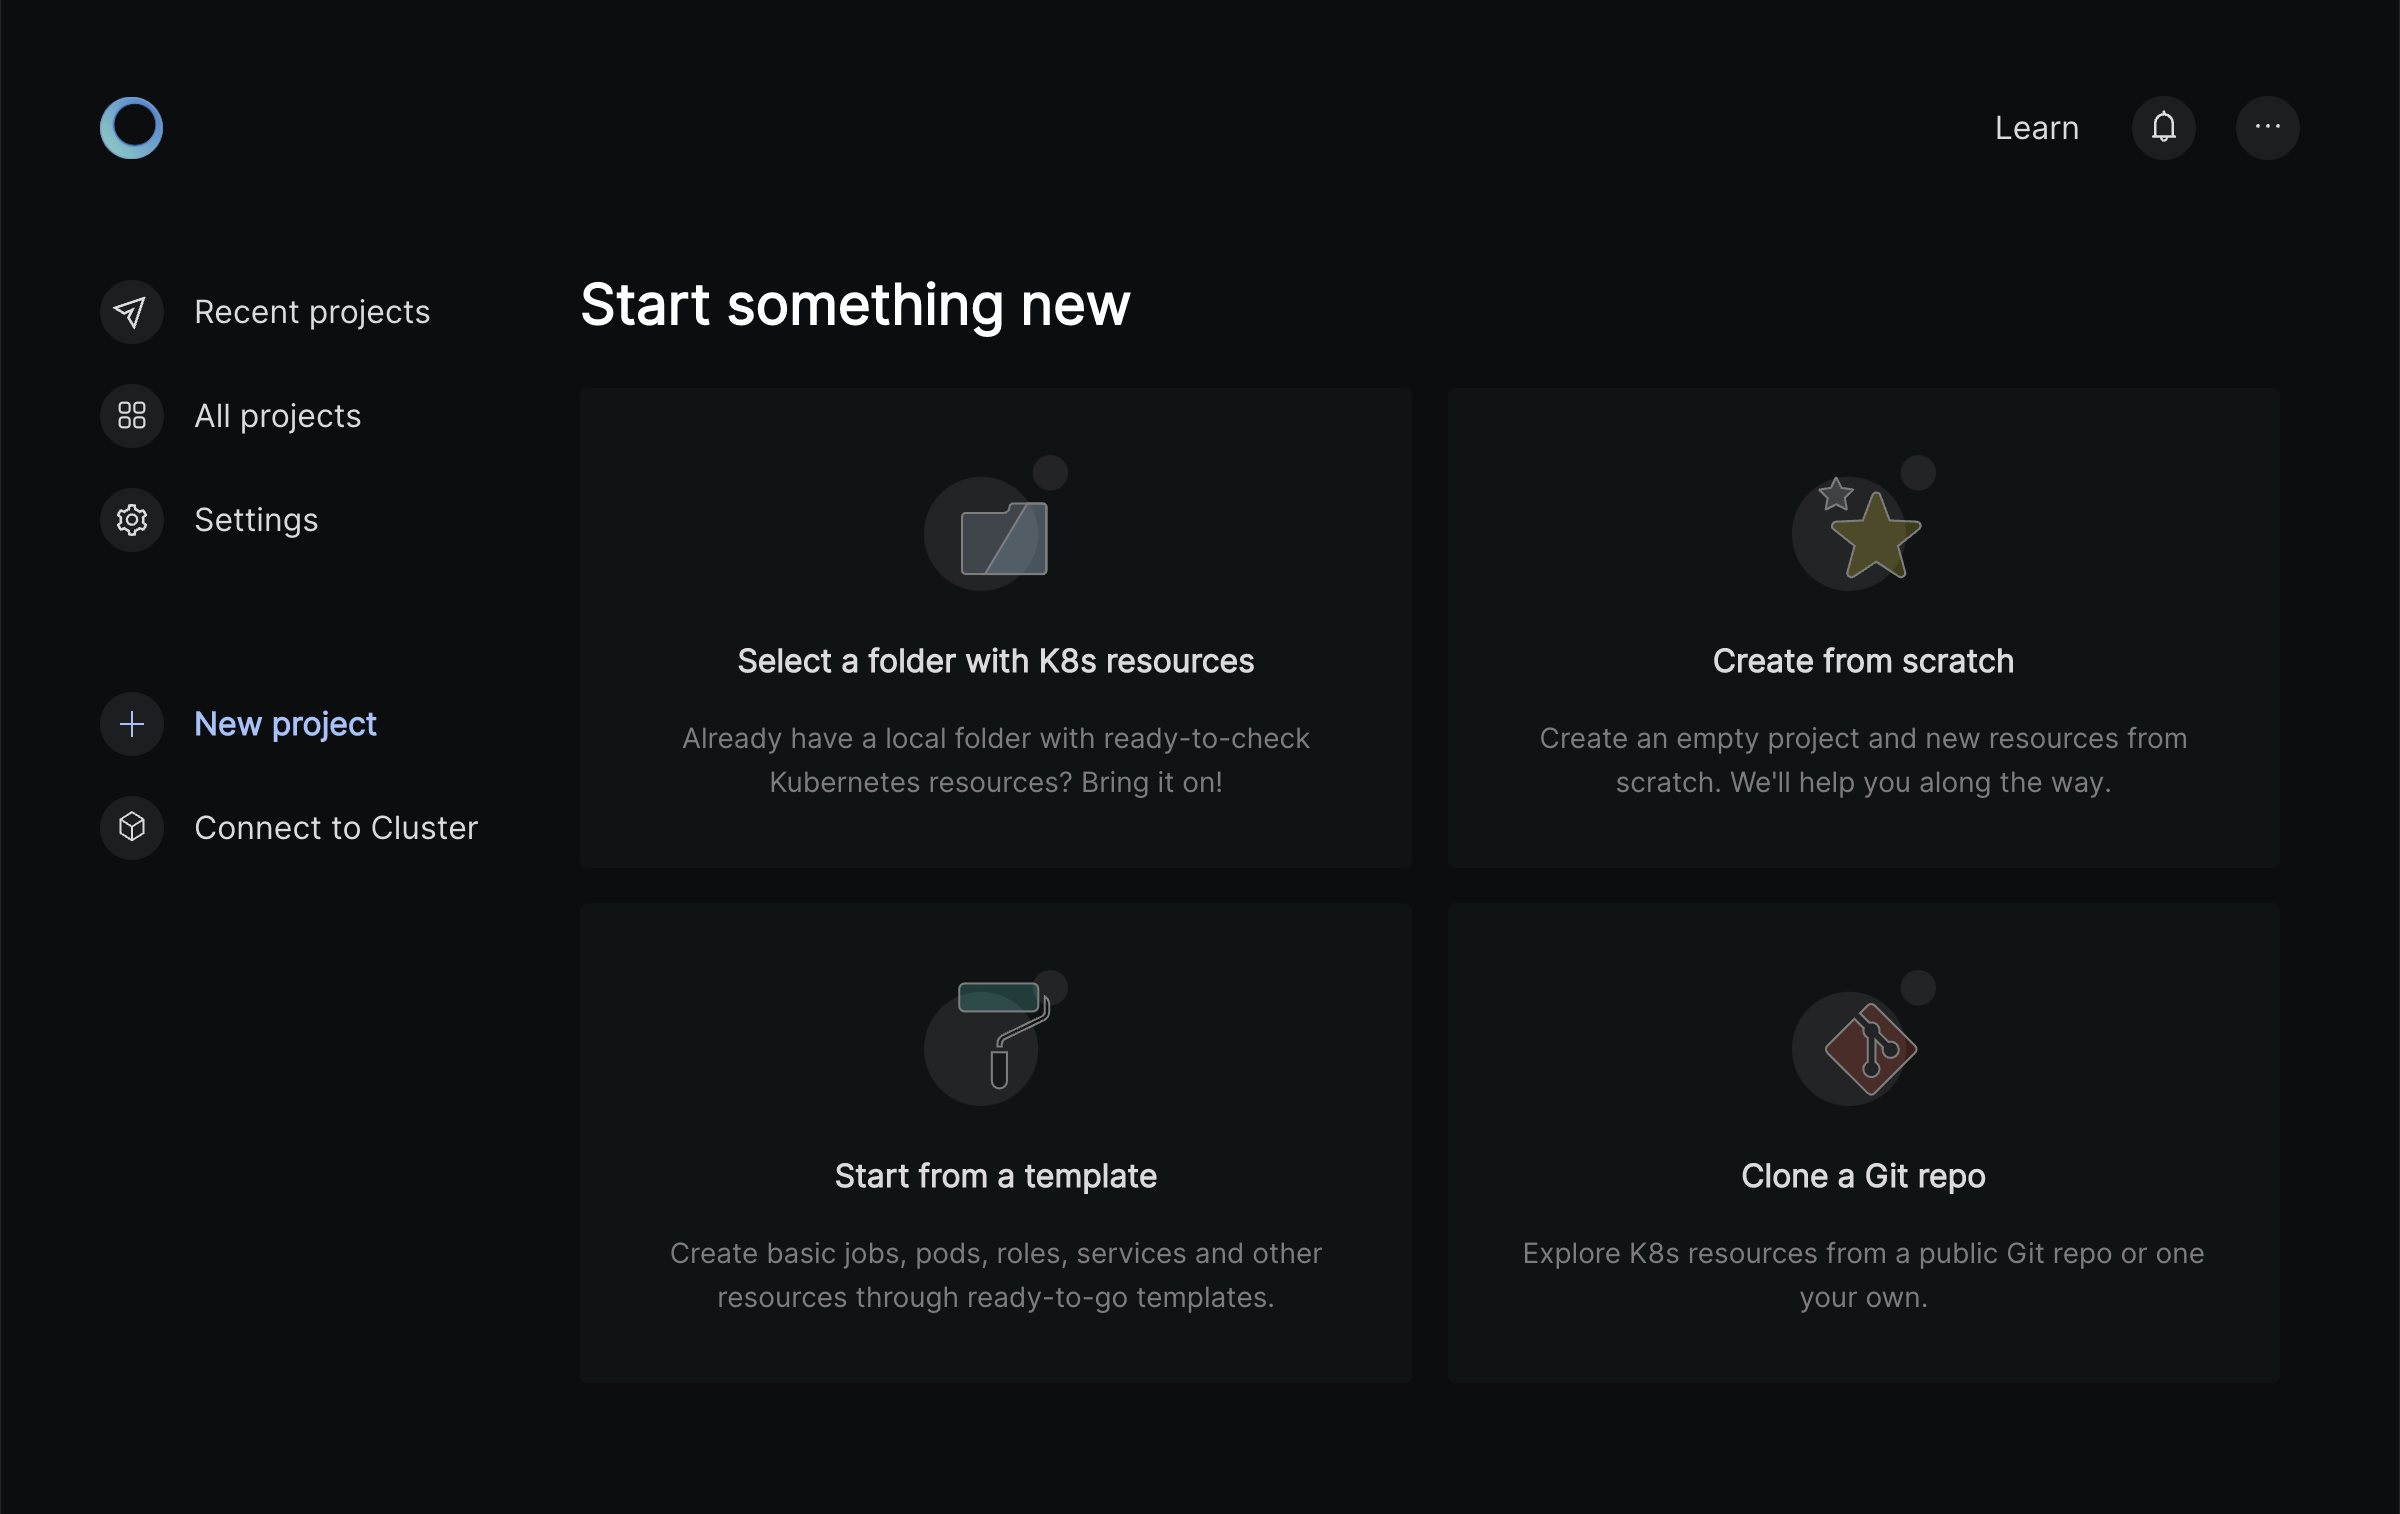 Learn
Recent projects
All projects
Settings
New project
Connect to Cluster
Start something new
Select a folder with K8s resources
Already have a local folder with ready-to-check
Kubernetes resources? Bring it on!
Create from scratch
Create an empty project and new resources from
scratch. We'll help you along the way.
Start from a template
Create basic jobs, pods, roles, services and other
resources through ready-to-go templates.
Clone a Git repo
Explore K8s resources from a public Git repo or one
your own.